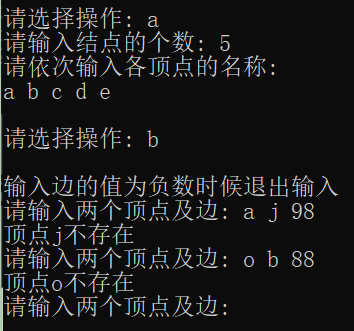 请选择操作: a
请输入结点的个数: 5
请依次输入各顶点的名称:
a b c d e
请选择操作: b
输入边的值为负数时候退出输入
请输入两个顶点及边: a j 98
顶点j不存在
请输入两个顶点及边: o b 88
顶点o不存在
请输入两个顶点及边: